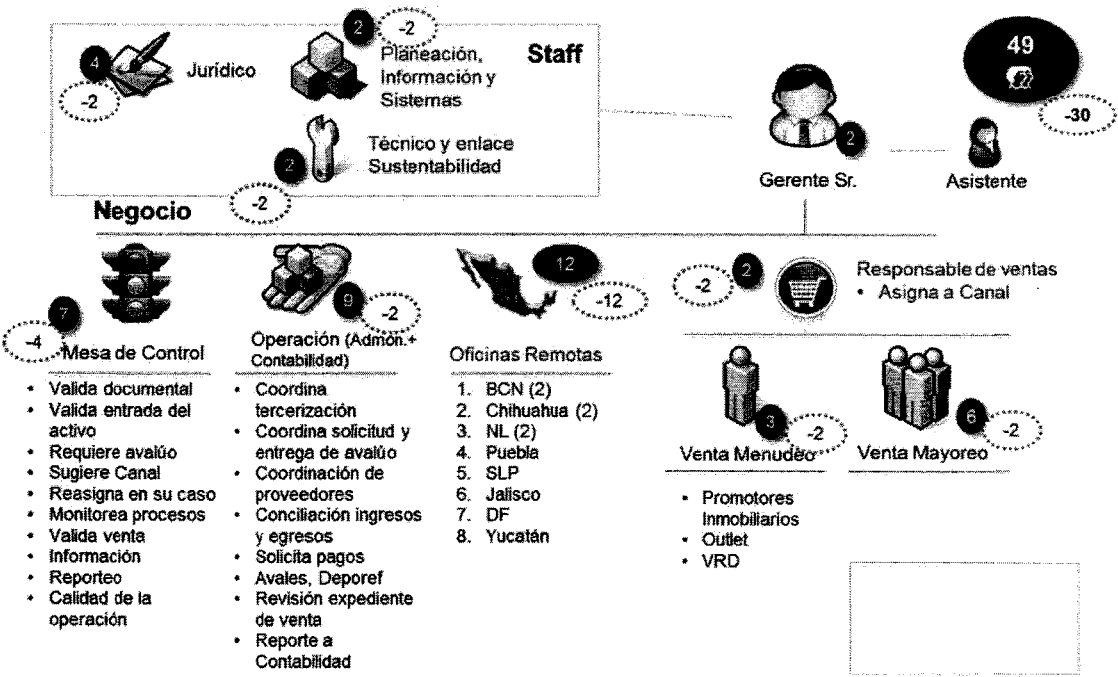 4
-2
Jurídico
2
-2
Planeación,
Información y
Sistemas
Staff
2
Técnico y enlace
Sustentabilidad
-2
2
Gerente Sr.
Asistente
49
-30
Negocio
7
-4
Mesa de Control
• Valida documental
• Valida entrada del
activo
• Requiere avalúo
• Sugiere Canal
• Reasigna en su caso
• Monitorea procesos
• Valida venta
• Información
• Reporteo
• Calidad de la
operación
9
-2
Operación (Admón.+
Contabilidad)
• Coordina
tercerización
• Coordina solicitud y
entrega de avalúo
• Coordinación de
proveedores
• Conciliación ingresos
y egresos
• Solicita pagos
• Avales, Deporef
• Revisión expediente
de venta
• Reporte a
Contabilidad
12
-12
Oficinas Remotas
1. BCN (2)
2. Chihuahua (2)
3. NL (2)
4. Puebla
5. SLP
6. Jalisco
7. DF
8. Yucatán
-2
2
Responsable de ventas
• Asigna a Canal
3
-2
Venta Menudeo
• Promotores
Inmobiliarios
• Outlet
• VRD
6
-2
Venta Mayoreo